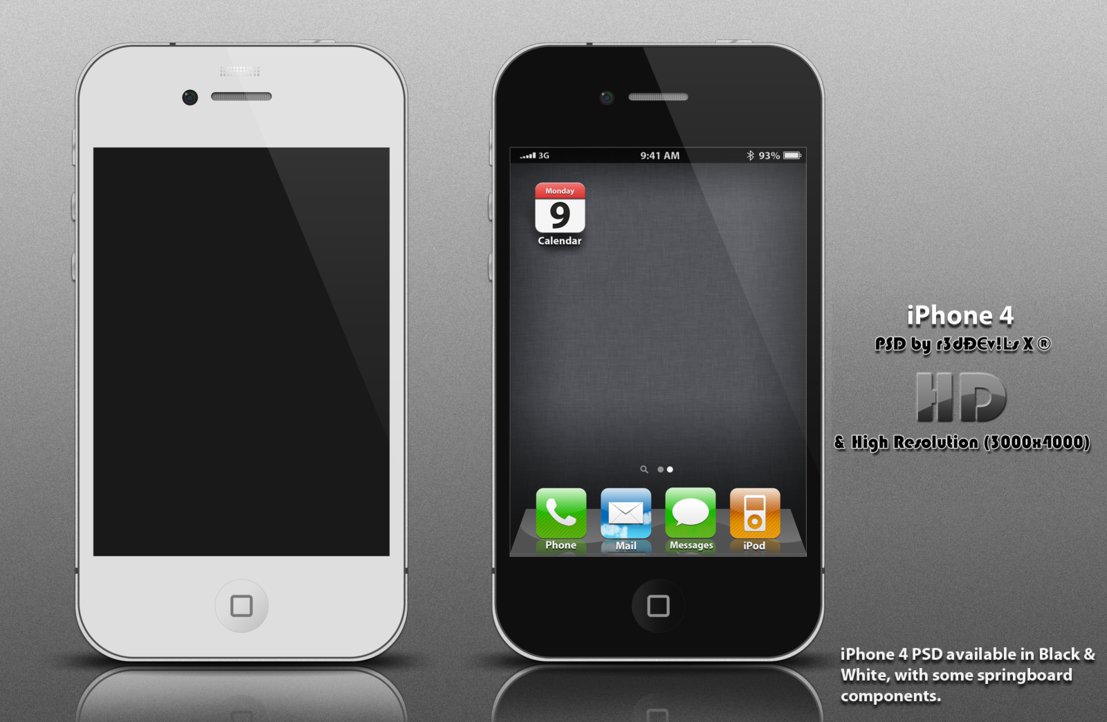 3G 9:41 AM 93%
Monday
9
Calendar
Phone Mail Messages iPod
iPhone 4
PSD by r3dÐEv!Ls X ®
HD
& High Resolution (3000x4000)
iPhone 4 PSD available in Black &
White, with some springboard
components.